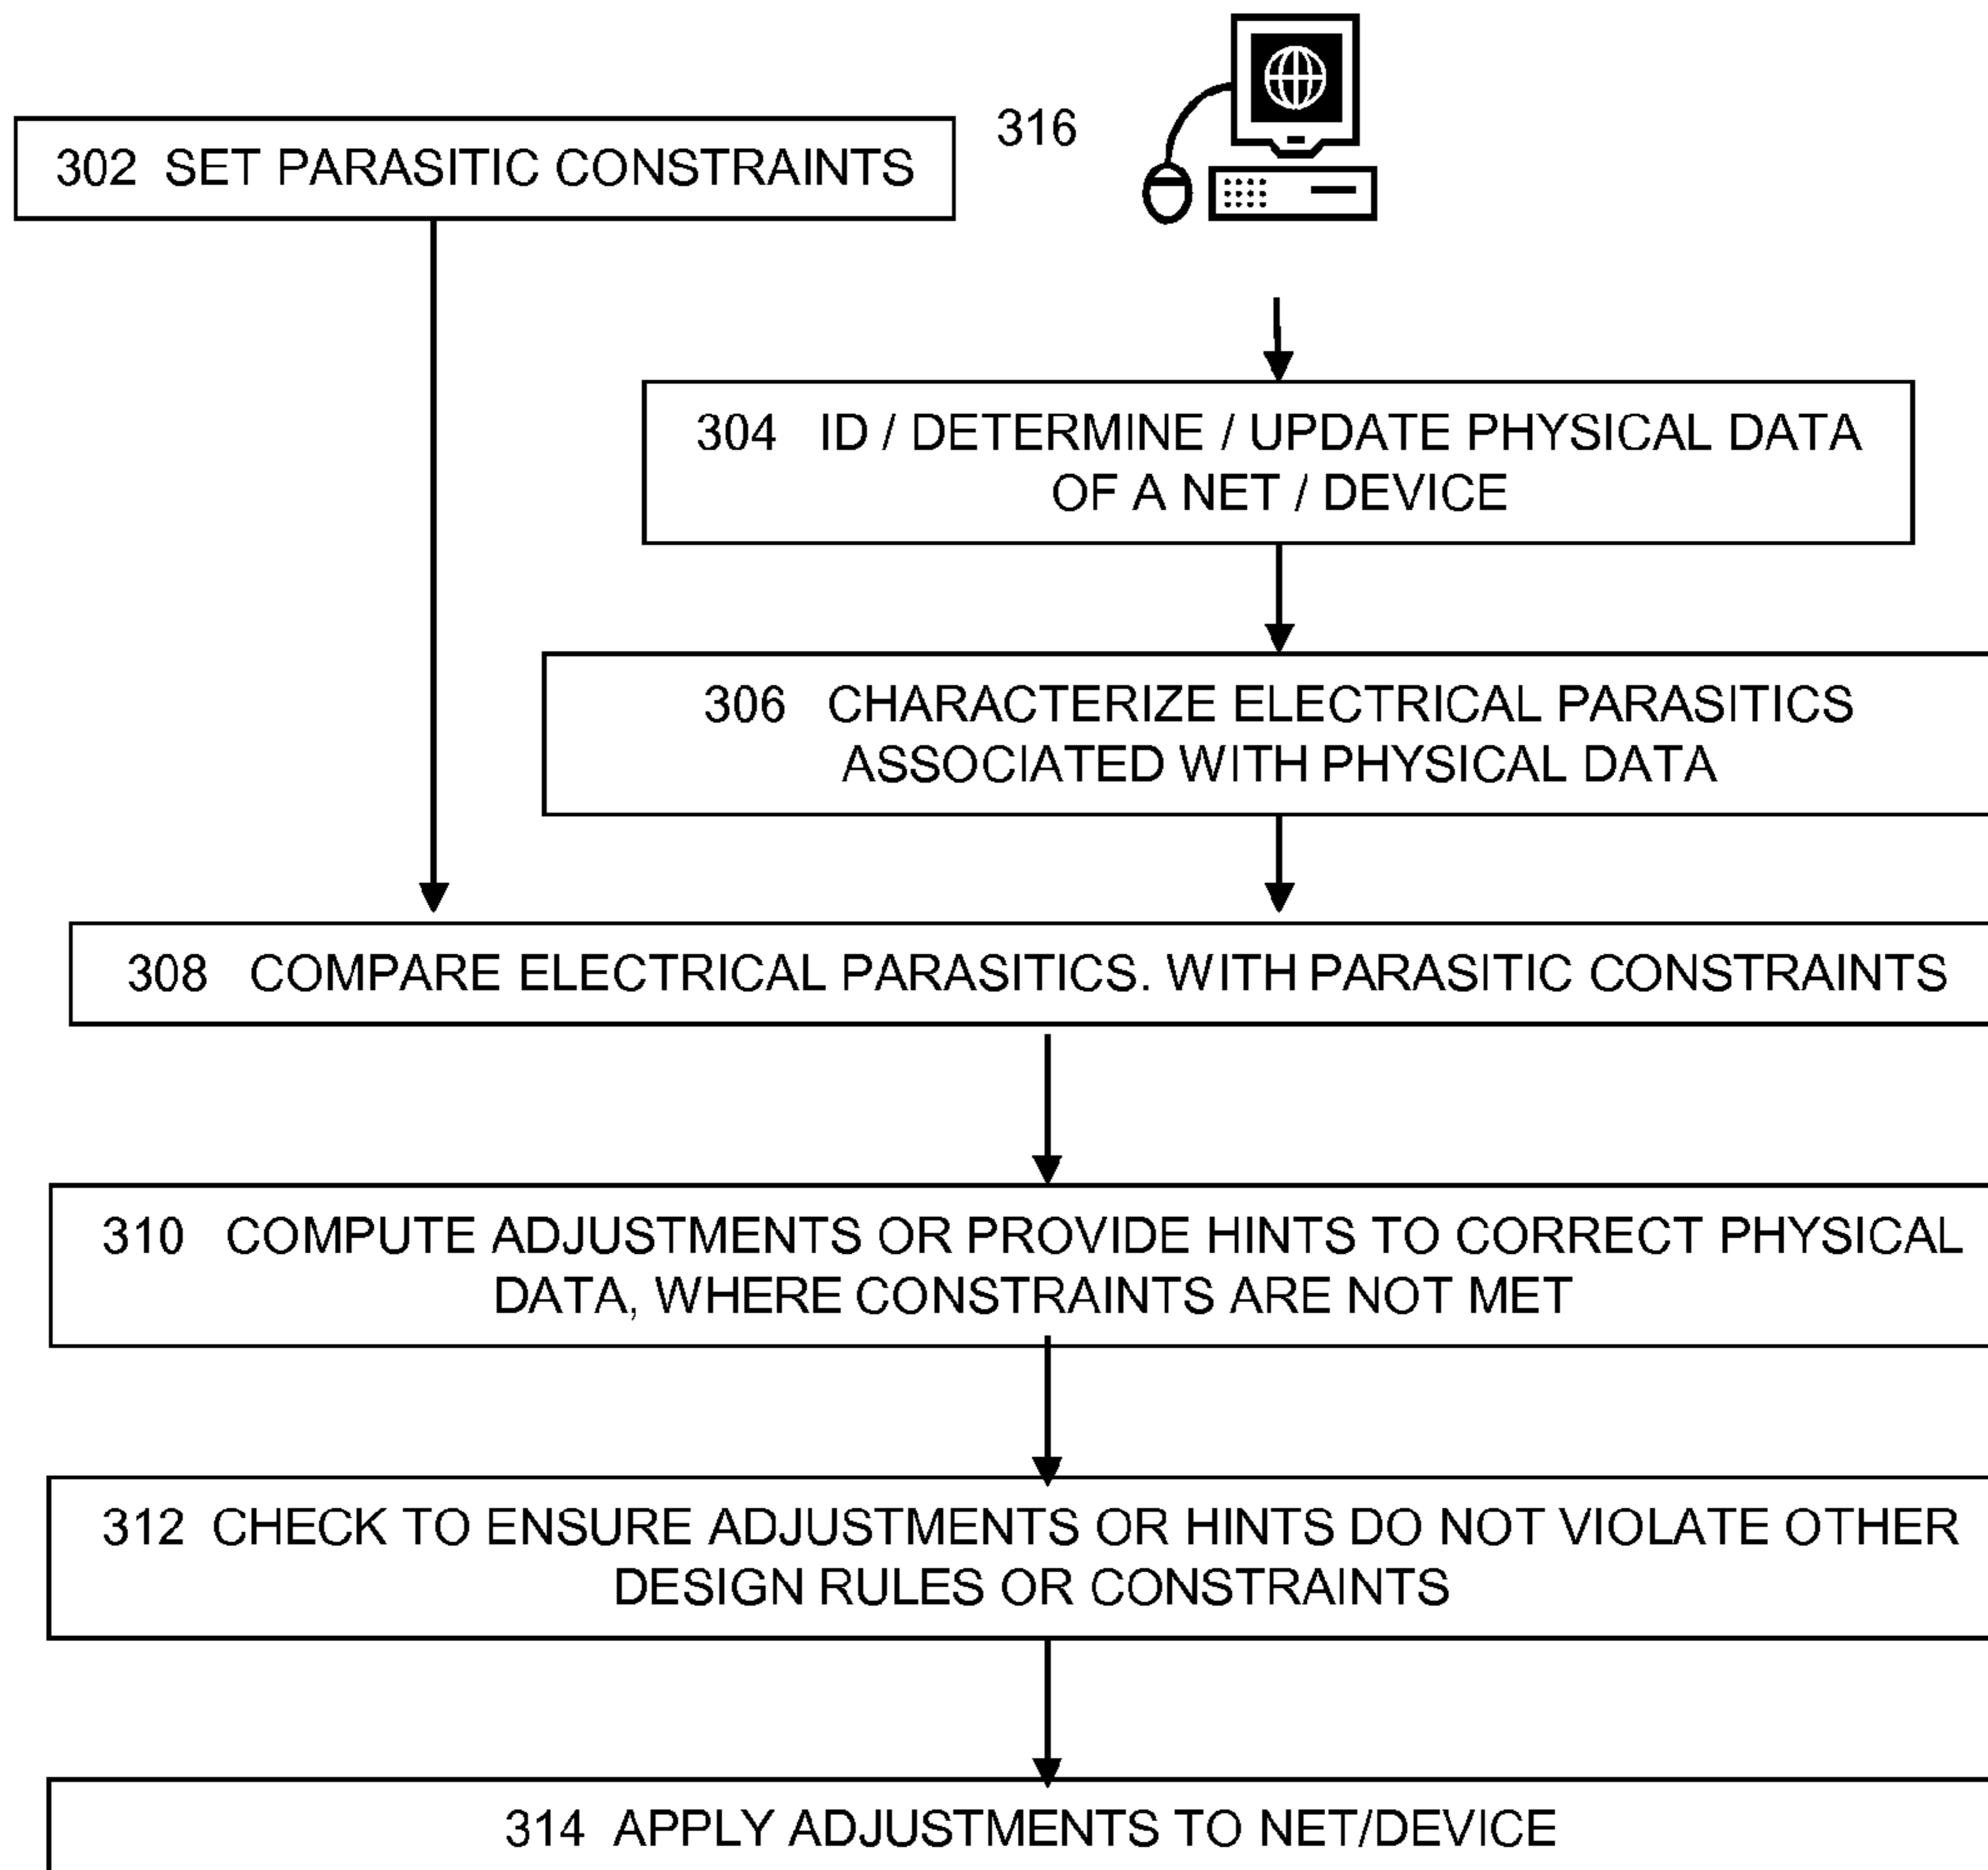 316
302 SET PARASITIC CONSTRAINTS
304 ID / DETERMINE / UPDATE PHYSICAL DATA
OF A NET / DEVICE
306 CHARACTERIZE ELECTRICAL PARASITICS
ASSOCIATED WITH PHYSICAL DATA
308 COMPARE ELECTRICAL PARASITICS. WITH PARASITIC CONSTRAINTS
310 COMPUTE ADJUSTMENTS OR PROVIDE HINTS TO CORRECT PHYSICAL
DATA, WHERE CONSTRAINTS ARE NOT MET
312 CHECK TO ENSURE ADJUSTMENTS OR HINTS DO NOT VIOLATE OTHER
DESIGN RULES OR CONSTRAINTS
314 APPLY ADJUSTMENTS TO NET/DEVICE